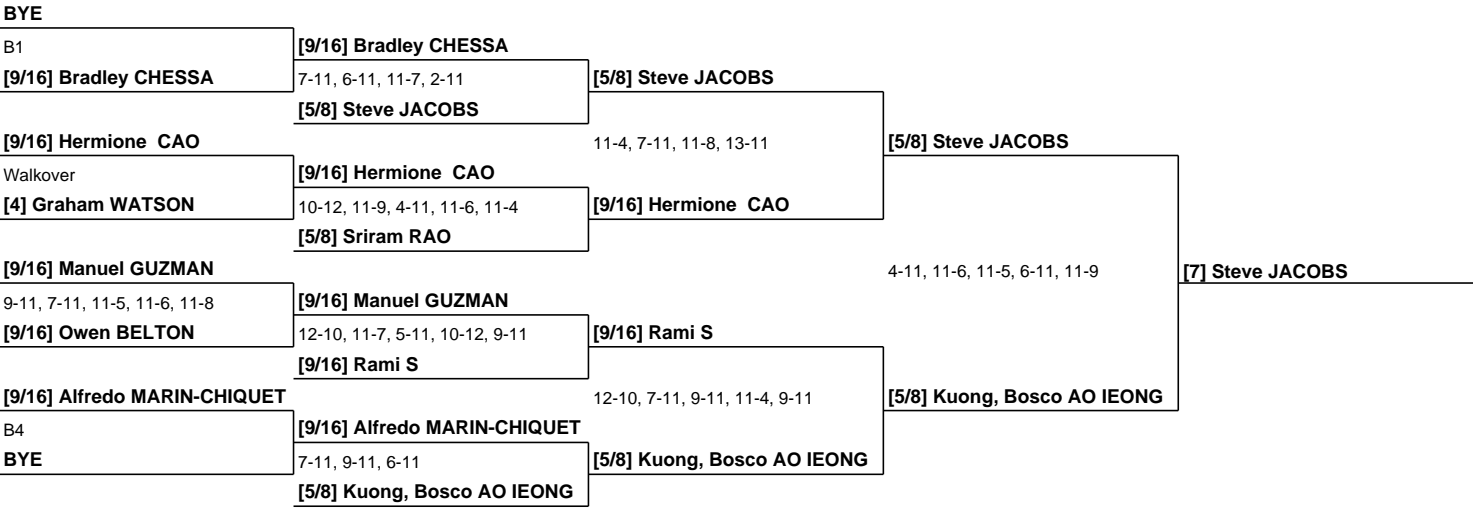 BYE
B1
[9/16] Bradley CHESSA
[9/16] Bradley CHESSA
7-11, 6-11, 11-7, 2-11
[5/8] Steve JACOBS
[5/8] Steve JACOBS
[9/16] Hermione  CAO
Walkover
[4] Graham WATSON
[9/16] Hermione  CAO
10-12, 11-9, 4-11, 11-6, 11-4
[5/8] Sriram RAO
11-4, 7-11, 11-8, 13-11
[9/16] Hermione  CAO
[5/8] Steve JACOBS
[9/16] Manuel GUZMAN
9-11, 7-11, 11-5, 11-6, 11-8
[9/16] Owen BELTON
[9/16] Manuel GUZMAN
12-10, 11-7, 5-11, 10-12, 9-11
[9/16] Rami S
[9/16] Rami S
4-11, 11-6, 11-5, 6-11, 11-9
[7] Steve JACOBS
[9/16] Alfredo MARIN-CHIQUET
B4
BYE
[9/16] Alfredo MARIN-CHIQUET
7-11, 9-11, 6-11
[5/8] Kuong, Bosco AO IEONG
12-10, 7-11, 9-11, 11-4, 9-11
[5/8] Kuong, Bosco AO IEONG
[5/8] Kuong, Bosco AO IEONG